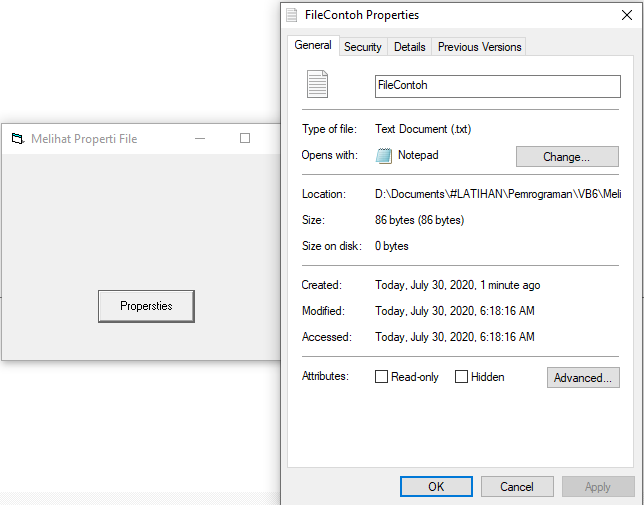 Melihat Properti File
Propersties
FileContoh Properties
General Security Details Previous Versions
FileContoh
Type of file: Text Document (.txt)
Opens with: Notepad Change...
Location: D:\Documents\#LATIHAN\Pemrograman\VB6\Meli
Size: 86 bytes (86 bytes)
Size on disk: 0 bytes
Created: Today, July 30, 2020, 1 minute ago
Modified: Today, July 30, 2020, 6:18:16 AM
Accessed: Today, July 30, 2020, 6:18:16 AM
Attributes: Read-only Hidden Advanced...
OK Cancel Apply